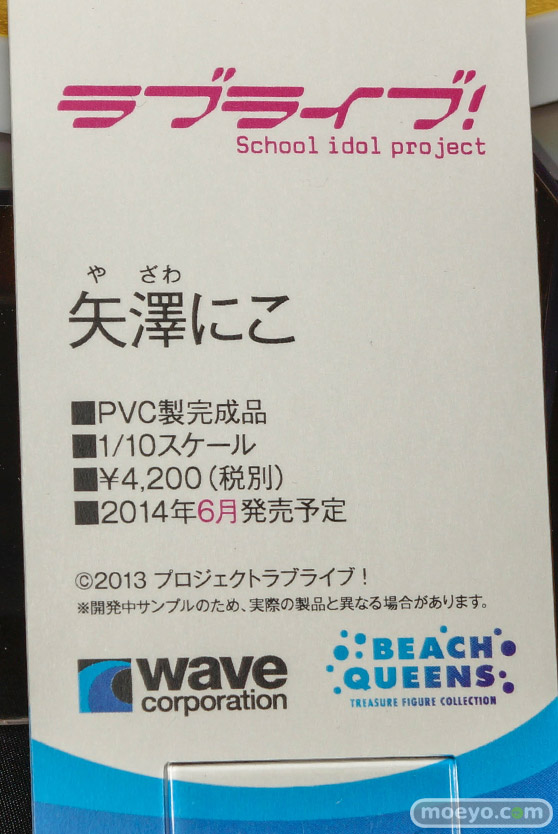 ラブライブ!
School idol project
や ざわ
矢澤にこ
■PVC製完成品
■1/10スケール
■¥4,200(税別)
■2014年6月発売予定
©2013 プロジェクトラブライブ!
※開発中サンプルのため、実際の製品と異なる場合があります。
wave
corporation
BEACH
QUEENS
TREASURE FIGURE COLLECTION
moeyo.com